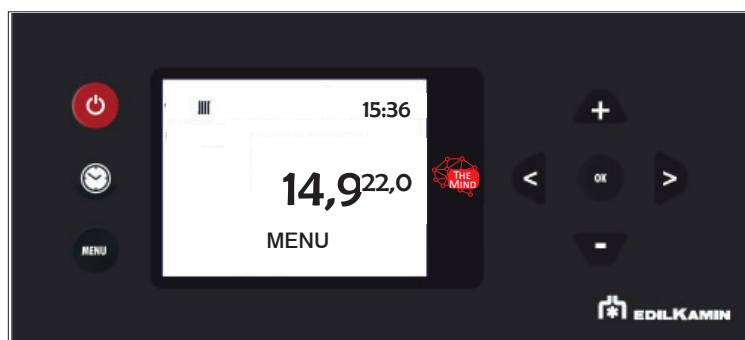 15:36
14,9 22,0
MENU
THE
MIND
MENU
OK
+
-
<
>
EDILKAMIN